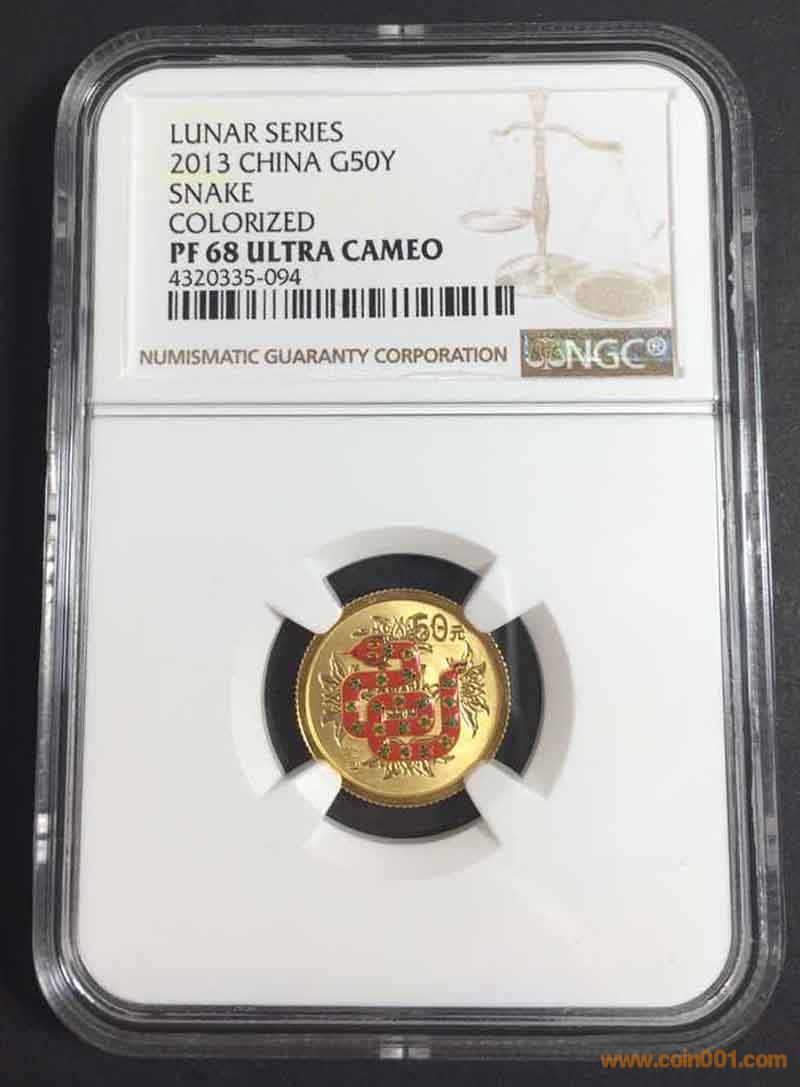 LUNAR SERIES
2013 CHINA G50Y
SNAKE
COLORIZED
PF 68 ULTRA CAMEO
4320335-094
NUMISMATIC GUARANTY CORPORATION
NGC®
50元
www.coin001.com